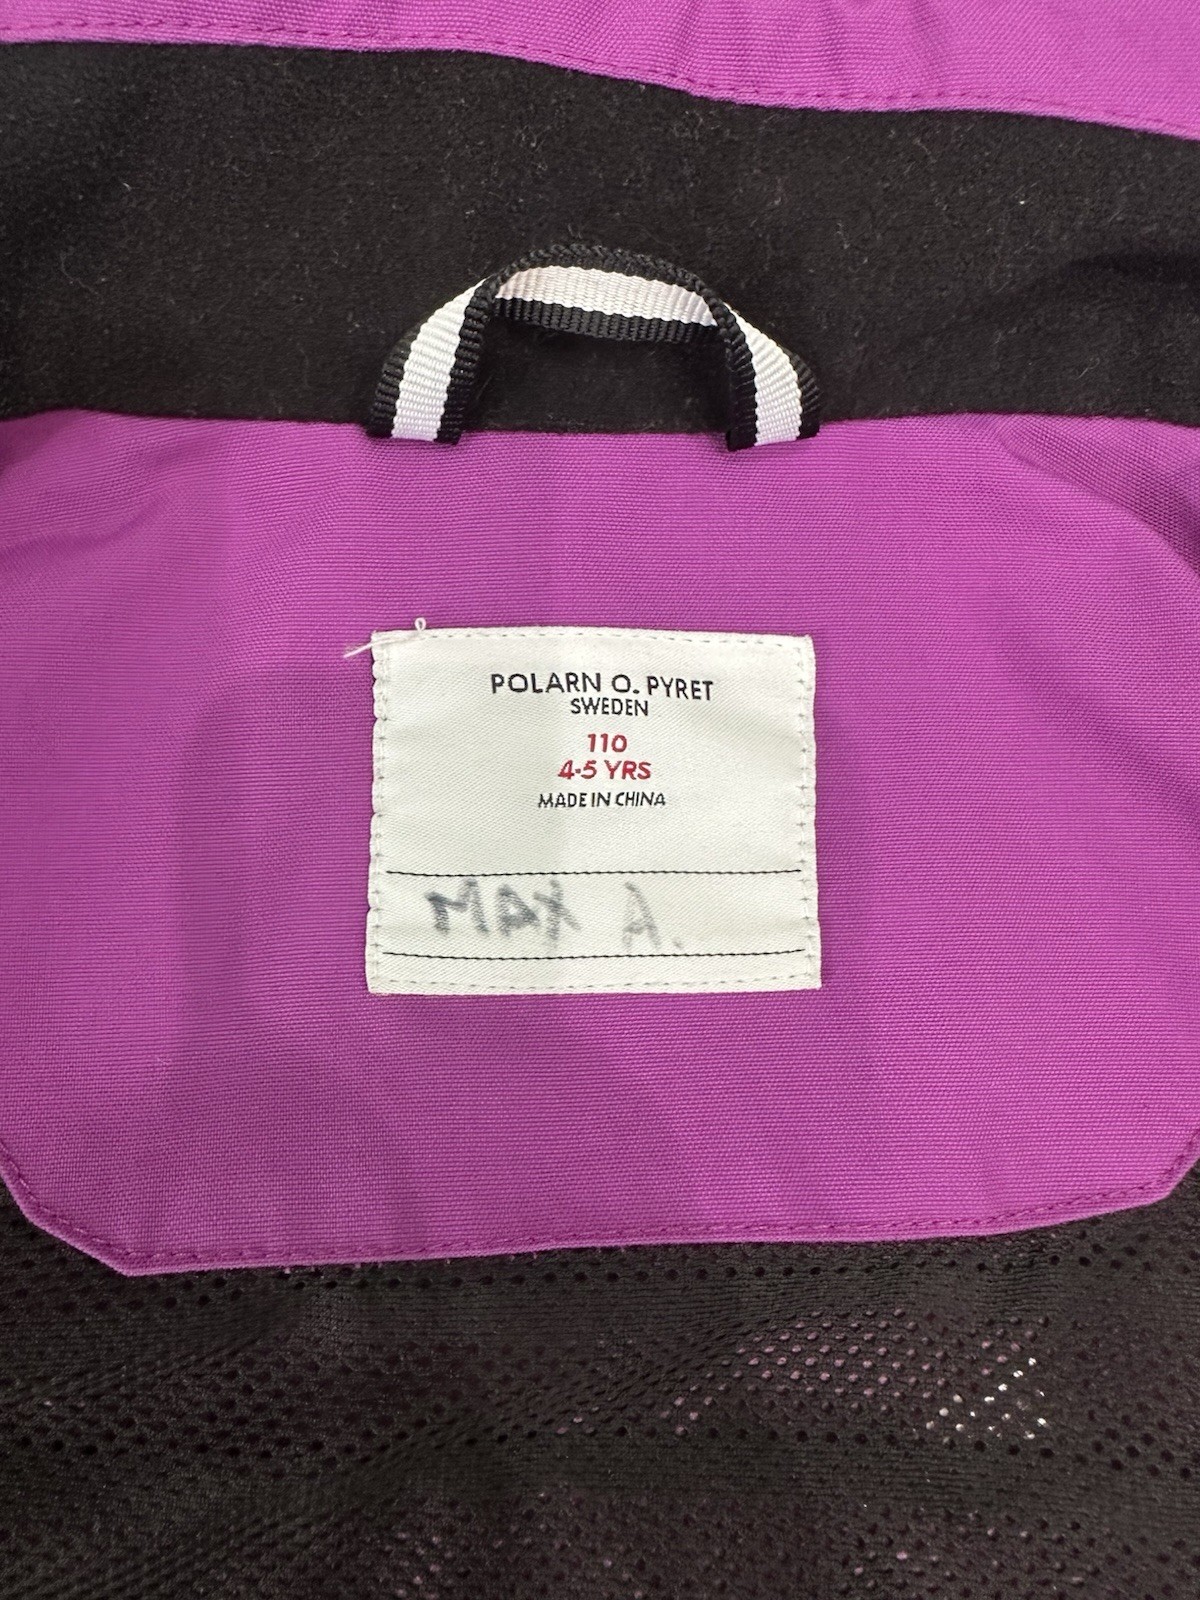 POLARN O. PYRET
SWEDEN
110
4-5 YRS
MADE IN CHINA
MAX A.